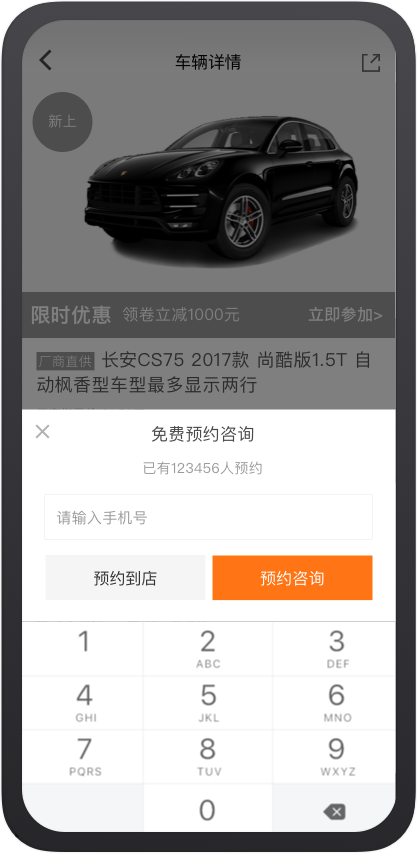 车辆详情
新上
限时优惠 领卷立减1000元 立即参加>
厂商直供 长安CS75 2017款 尚酷版1.5T 自
动枫香型车型最多显示两行
免费预约咨询
已有123456人预约
请输入手机号
预约到店 预约咨询
1 2 3
ABC DEF
4 5 6
GHI JKL MNO
7 8 9
PQRS TUV WXYZ
0